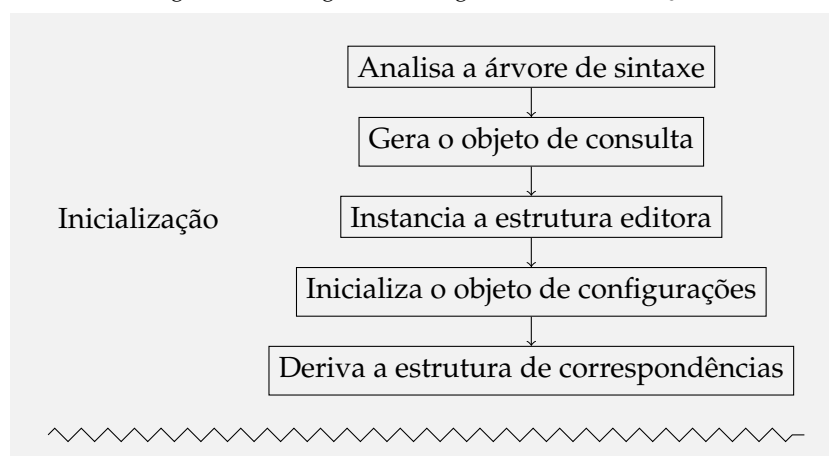 Analisa a árvore de sintaxe
Gera o objeto de consulta
Inicialização
Instancia a estrutura editora
Inicializa o objeto de configurações
Deriva a estrutura de correspondências